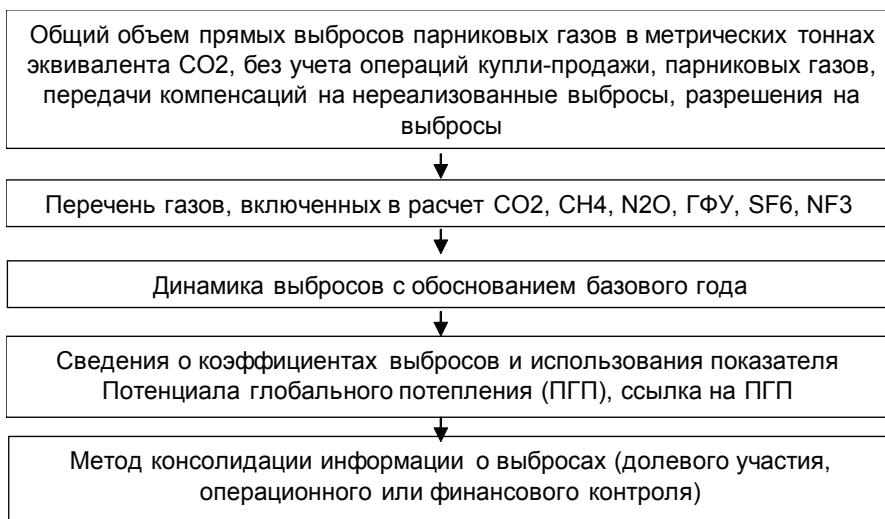 Общий объем прямых выбросов парниковых газов в метрических тоннах
эквивалента СО2, без учета операций купли-продажи, парниковых газов,
передачи компенсаций на нереализованные выбросы, разрешения на
выбросы
Перечень газов, включенных в расчет СО2, СН4, N2O, ГФУ, SF6, NF3
Динамика выбросов с обоснованием базового года
Сведения о коэффициентах выбросов и использования показателя
Потенциала глобального потепления (ПГП), ссылка на ПГП
Метод консолидации информации о выбросах (долевого участия,
операционного или финансового контроля)